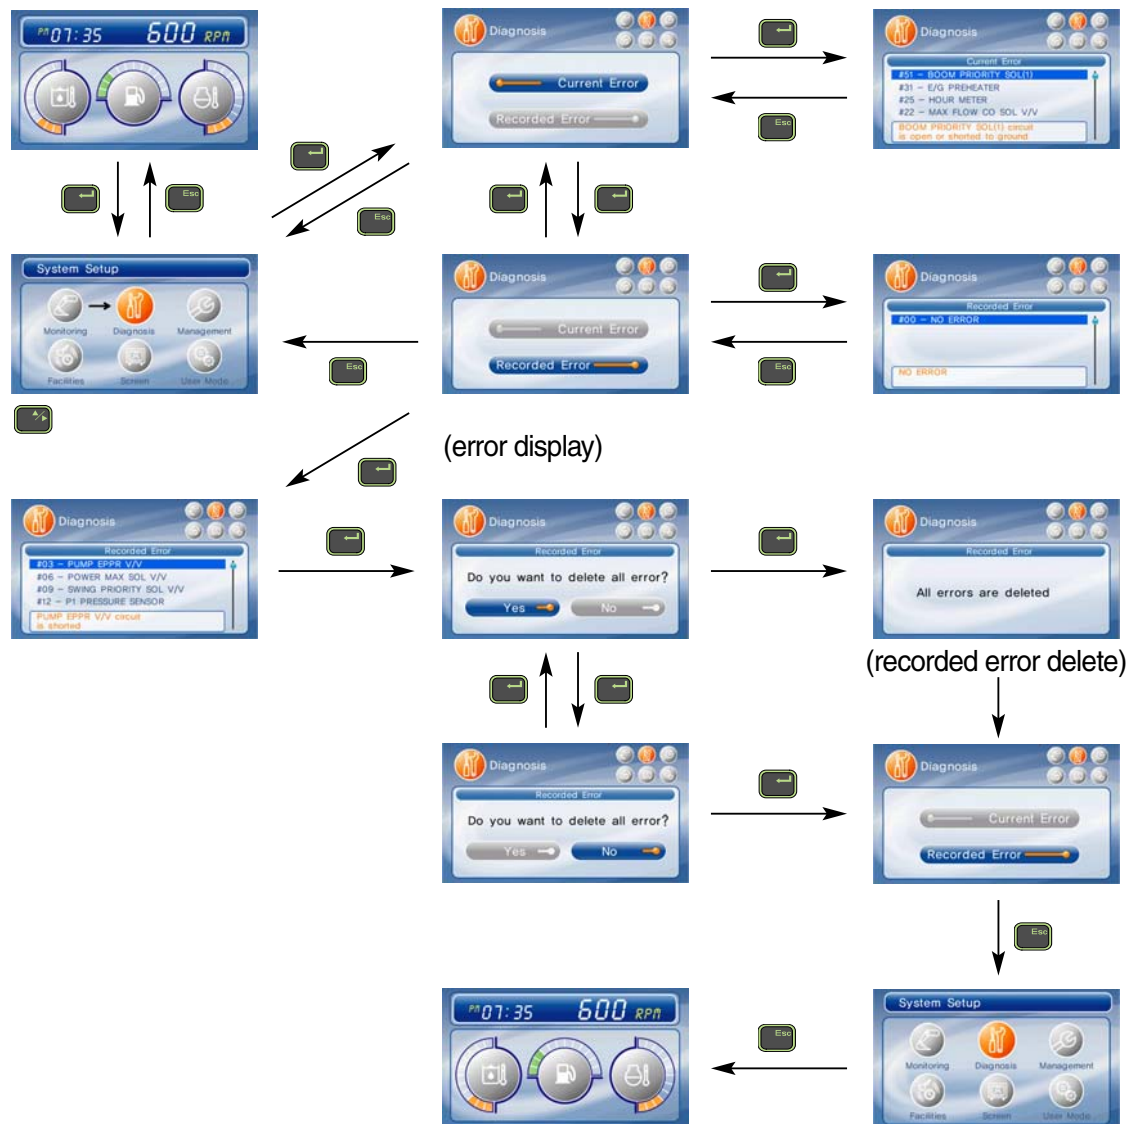 PM 07:35 600 RPM
Diagnosis
Current Error
Recorded Error
Diagnosis
Current Error
#51 - BOOM PRIORITY SOL(1)
#31 - E/G PREHEATER
#25 - HOUR METER
#22 - MAX FLOW CO SOL V/V
BOOM PRIORITY SOL(1) circuit
is open or shorted to ground
Esc
Esc
Esc
System Setup
Monitoring Diagnosis Management
Facilities Screen User Mode
Diagnosis
Current Error
Recorded Error
Diagnosis
Recorded Error
#00 - NO ERROR
NO ERROR
Esc
Esc
(error display)
Diagnosis
Recorded Error
#03 - PUMP EPPR V/V
#06 - POWER MAX SOL V/V
#09 - SWING PRIORITY SOL V/V
#12 - P1 PRESSURE SENSOR
PUMP EPPR V/V circuit
is shorted
Diagnosis
Recorded Error
Do you want to delete all error?
Yes No
Diagnosis
Recorded Error
All errors are deleted
(recorded error delete)
Diagnosis
Recorded Error
Do you want to delete all error?
Yes No
Diagnosis
Current Error
Recorded Error
Esc
PM 07:35 600 RPM
Esc
System Setup
Monitoring Diagnosis Management
Facilities Screen User Mode